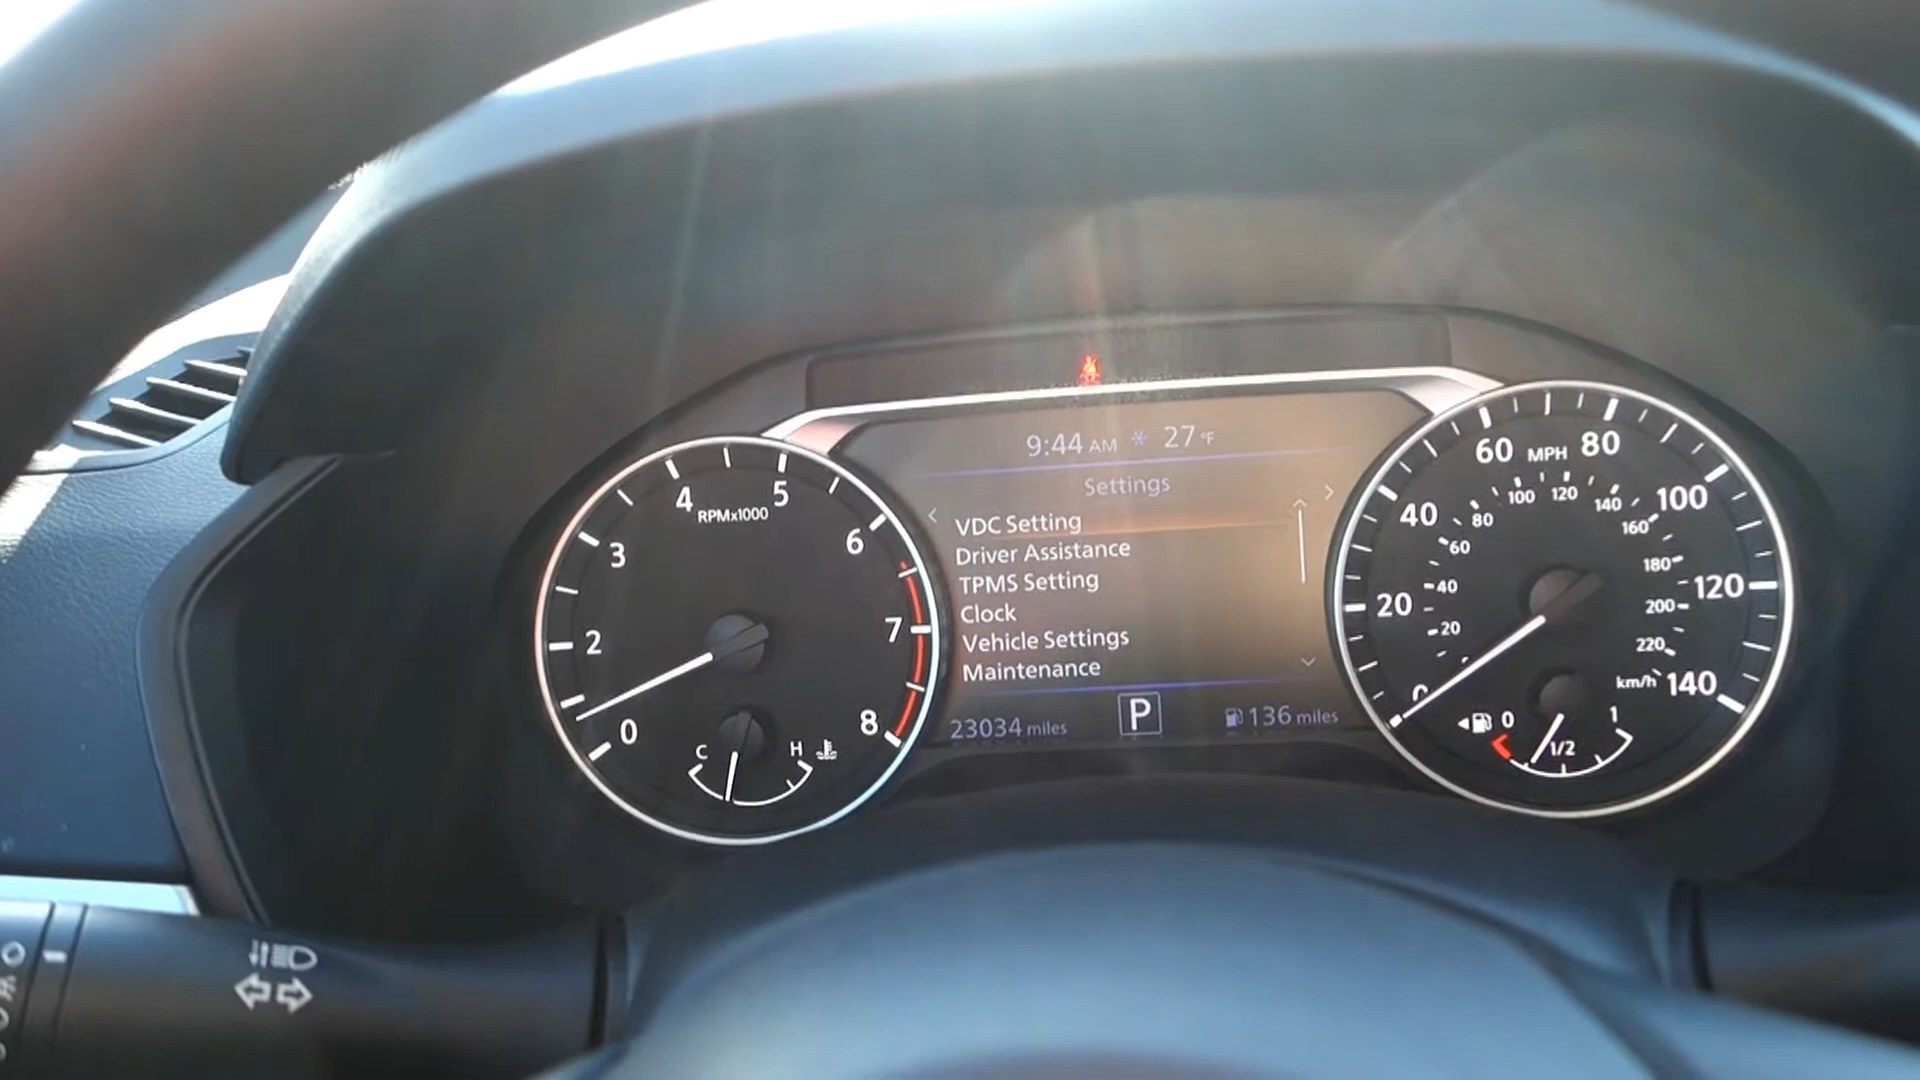 9:44 AM 27 °F
Settings
VDC Setting
Driver Assistance
TPMS Setting
Clock
Vehicle Settings
Maintenance
23034 miles P 136 miles
0 2 3 4 5 6 7 8
RPMx1000
C H
0 20 40 60 80 100 120 140
MPH
20 40 60 80 100 120 140 160 180 200 220
km/h
0 1/2 1